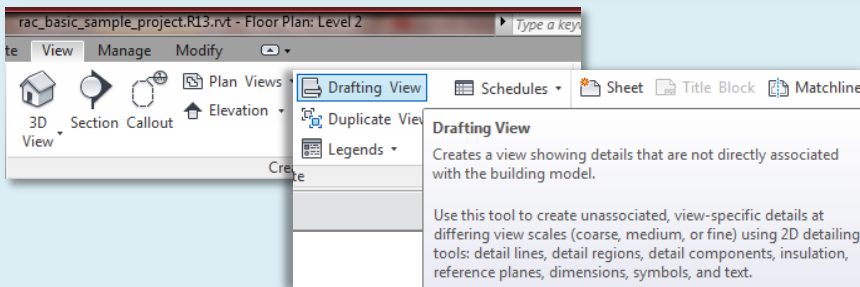 rac_basic_sample_project.R13.rvt - Floor Plan: Level 2
Type a key
te View Manage Modify
3D View
Section
Callout
Plan Views
Elevation
Cre
Drafting View
Duplicate View
Legends
te
Schedules
Sheet
Title Block
Matchline
Drafting View
Creates a view showing details that are not directly associated
with the building model.
Use this tool to create unassociated, view-specific details at
differing view scales (coarse, medium, or fine) using 2D detailing
tools: detail lines, detail regions, detail components, insulation,
reference planes, dimensions, symbols, and text.